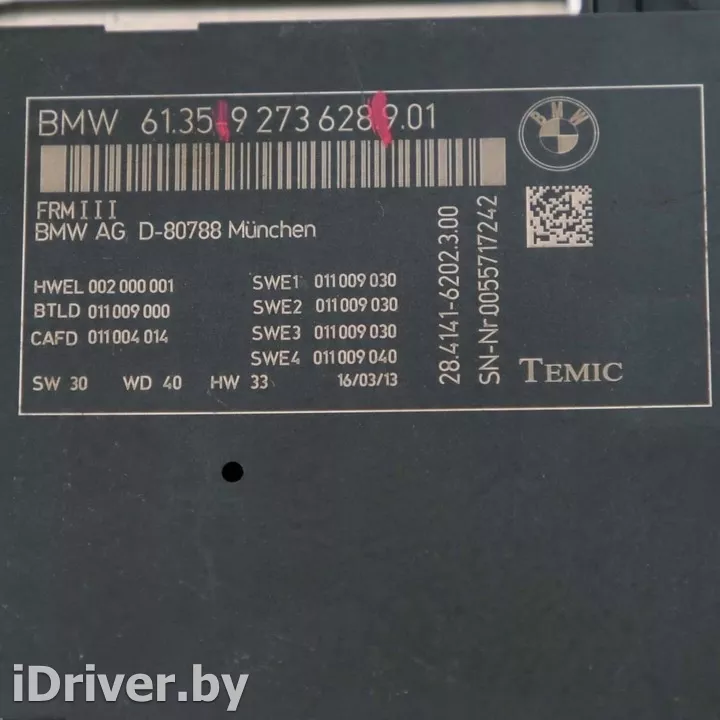 BMW 61.35-9 273 628 9.01
BMW
FRMIII
BMW AG D-80788 München
HWEL 002 000 001
BTLD 011 009 000
CAFD 011 004 014
SWE1 011 009 030
SWE2 011 009 030
SWE3 011 009 030
SWE4 011 009 040
SW 30 WD 40 HW 33 16/03/13
28.4141-6202.3.00
SN-Nr.0055717242
TEMIC
iDriver.by